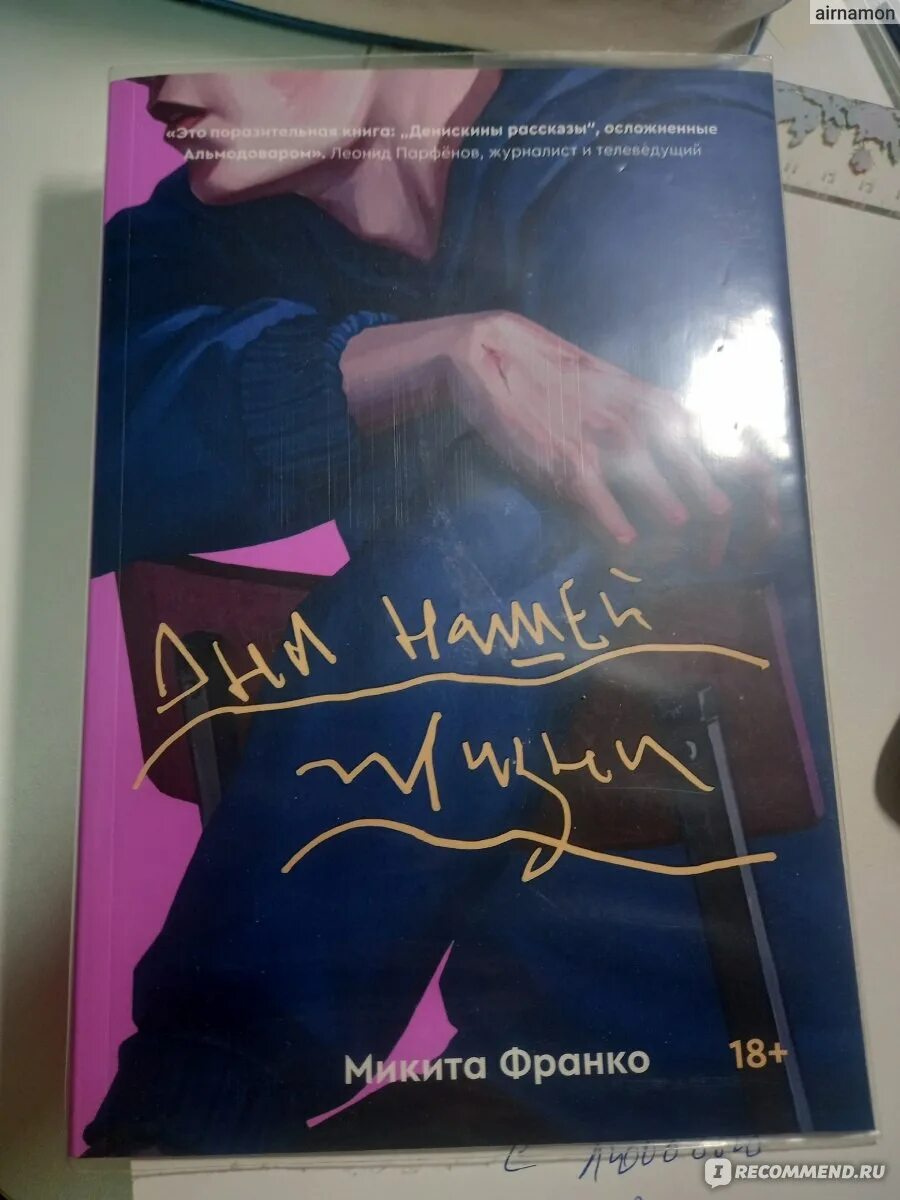 airnamon
«Это поразительная книга: „Денискины рассказы“, осложненные
Альмодоваром». Леонид Парфёнов, журналист и телеведущий
Дни нашей
жизни
Микита Франко
18+
с
IRECOMMEND.RU